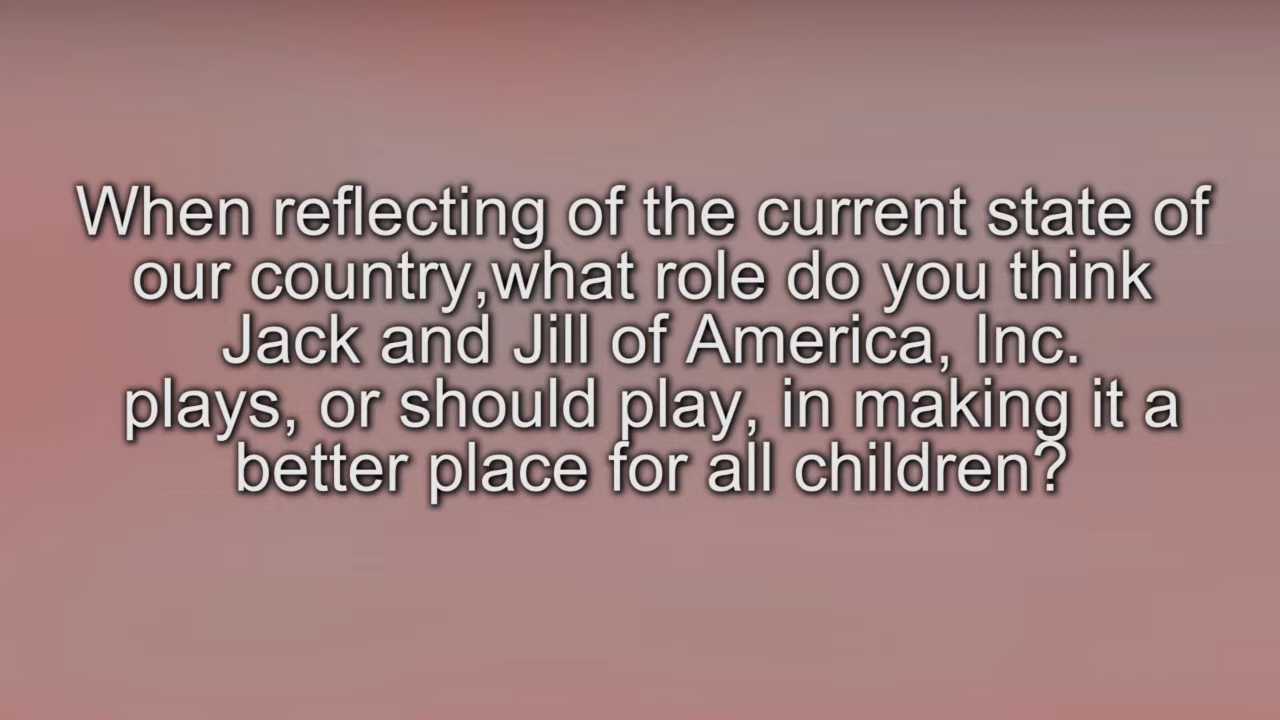 When reflecting of the current state of
our country,what role do you think
Jack and Jill of America, Inc.
plays, or should play, in making it a
better place for all children?